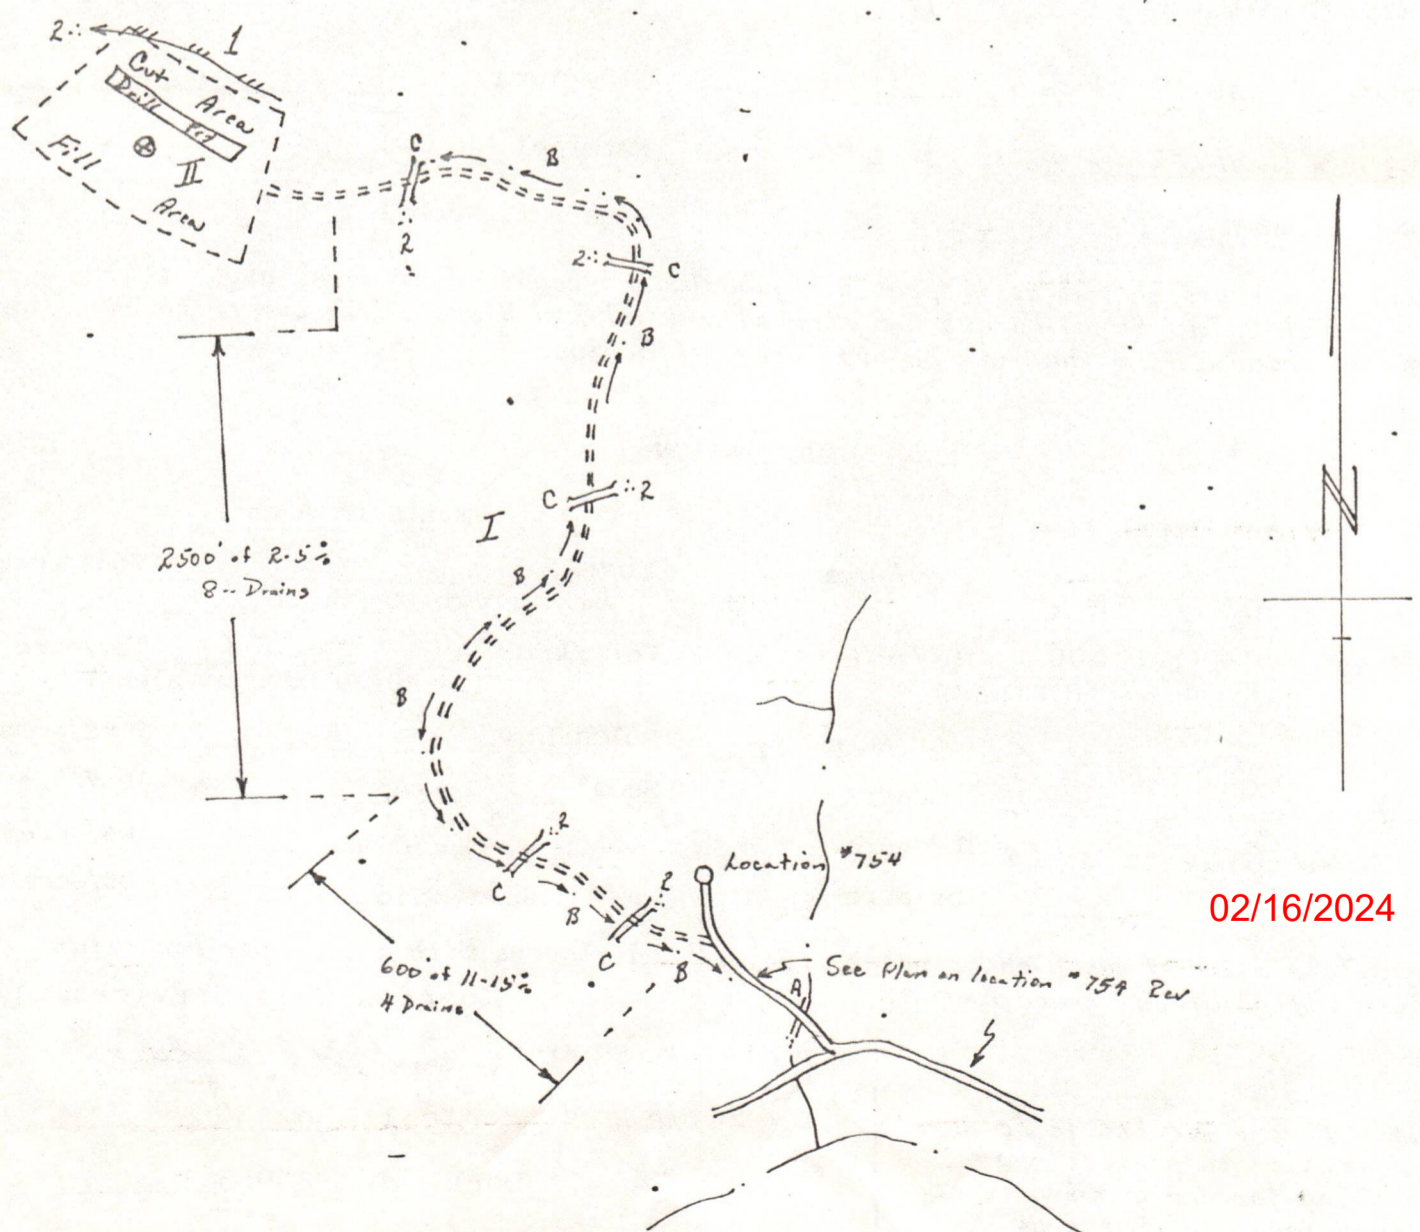 2
1
Cut
Area
Drill Pit
Fill
II
Area
C
B
2
2
C
B
C
2
I
B
2500' of 2-5%
8-- Drains
B
N
2
C
Location #754
2
B
C
B
02/16/2024
600' of 11-15%
4 Drains
See Plan on location #754 Rev
A